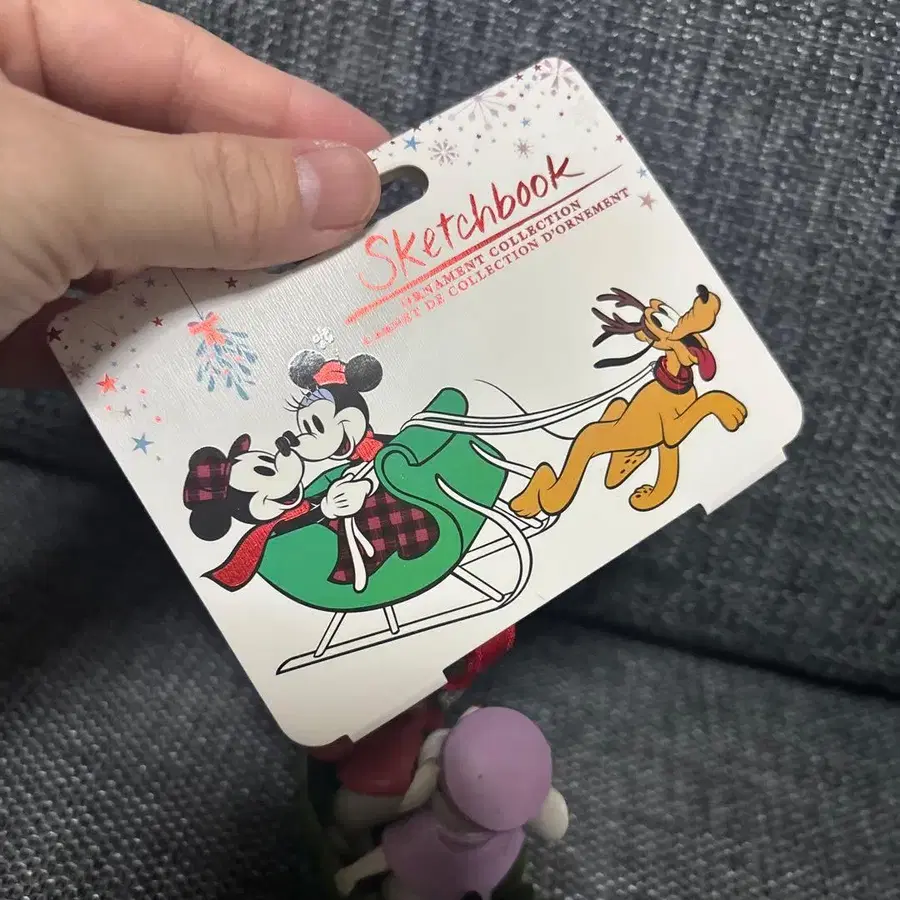 Sketchbook
ORNAMENT COLLECTION
CARNET DE COLLECTION D'ORNEMENT